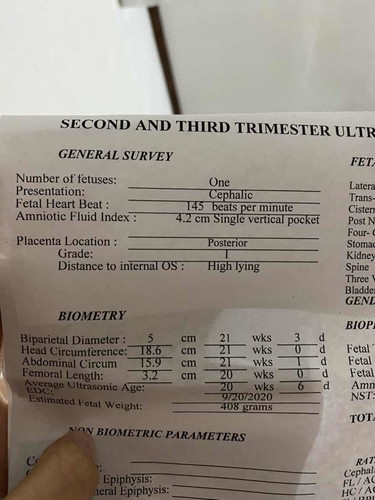 SECOND AND THIRD TRIMESTER ULTR
GENERAL SURVEY
FET
Number of fetuses: One
Presentation: Cephalic
Fetal Heart Beat : 145 beats per minute
Amniotic Fluid Index : 4.2 cm Single vertical pocket
Placenta Location : Posterior
Grade: I
Distance to internal OS : High lying
Latera
Trans-
Cister
Post N
Four- C
Stomac
Kidney
Spine
Three V
Bladde
GEND
BIOMETRY
Biparietal Diameter : 5 cm 21 wks 3 d
Head Circumference: 18.6 cm 21 wks 0 d
Abdominal Circum 15.9 cm 21 wks 1 d
Femoral Length: 3.2 cm 20 wks 0 d
Average Ultrasonic Age: 20 wks 6 d
EDC: 9/20/2020
Estimated Fetal Weight: 408 grams
BIOP
Fetal
Fetal
Fetal
Amn
NST:
TOTA
NON BIOMETRIC PARAMETERS
Epiphysis:
eral Epiphysis:
RAT
Cephal
FL / AC
HC / A